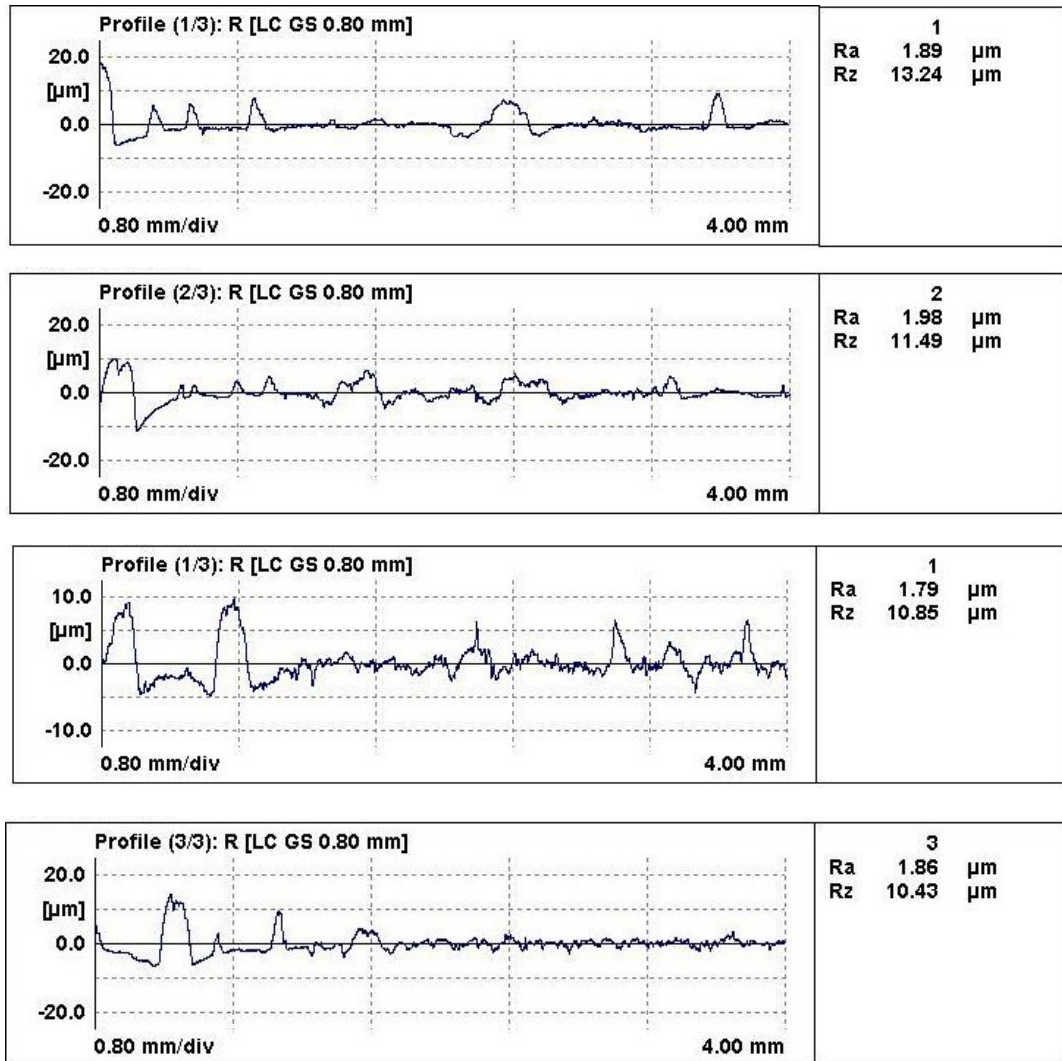 Profile (1/3): R [LC GS 0.80 mm]
20.0
[µm]
0.0
-20.0
0.80 mm/div 4.00 mm
1
Ra 1.89 µm
Rz 13.24 µm
Profile (2/3): R [LC GS 0.80 mm]
20.0
[µm]
0.0
-20.0
0.80 mm/div 4.00 mm
2
Ra 1.98 µm
Rz 11.49 µm
Profile (1/3): R [LC GS 0.80 mm]
10.0
[µm]
0.0
-10.0
0.80 mm/div 4.00 mm
1
Ra 1.79 µm
Rz 10.85 µm
Profile (3/3): R [LC GS 0.80 mm]
20.0
[µm]
0.0
-20.0
0.80 mm/div 4.00 mm
3
Ra 1.86 µm
Rz 10.43 µm